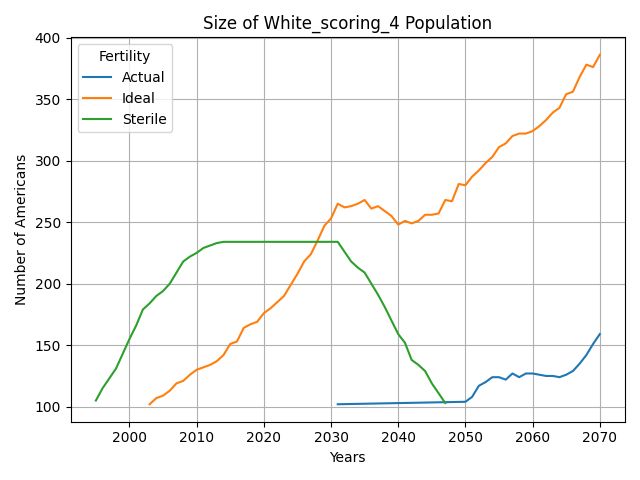 Size of White_scoring_4 Population
Fertility
Actual
Ideal
Sterile
Number of Americans
400
350
300
250
200
150
100
2000
2010
2020
2030
2040
2050
2060
2070
Years